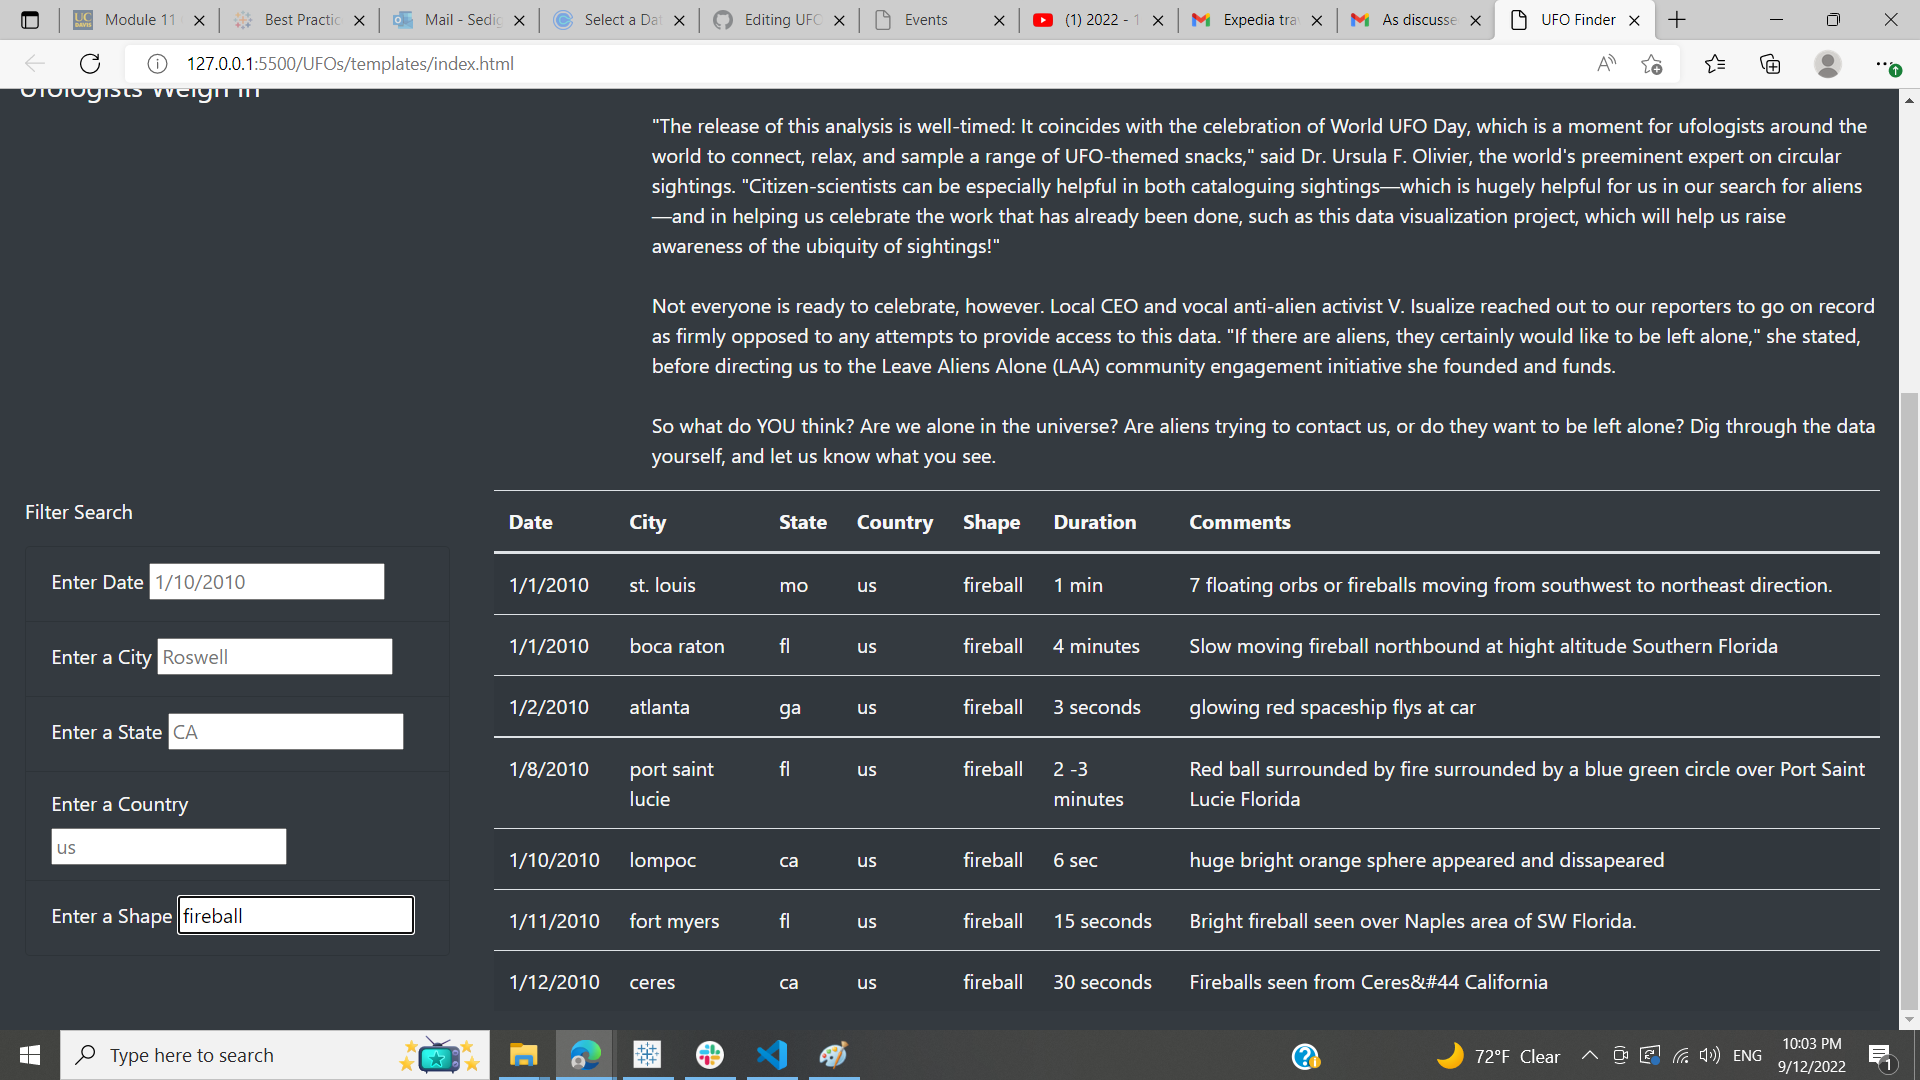 Module 11
Best Practic
Mail - Sedig
Select a Dat
Editing UFO
Events
(1) 2022 - 1
Expedia tra
As discusse
UFO Finder
127.0.0.1:5500/UFOs/templates/index.html
Ufologists Weigh In
"The release of this analysis is well-timed: It coincides with the celebration of World UFO Day, which is a moment for ufologists around the
world to connect, relax, and sample a range of UFO-themed snacks," said Dr. Ursula F. Olivier, the world's preeminent expert on circular
sightings. "Citizen-scientists can be especially helpful in both cataloguing sightings—which is hugely helpful for us in our search for aliens
—and in helping us celebrate the work that has already been done, such as this data visualization project, which will help us raise
awareness of the ubiquity of sightings!"
Not everyone is ready to celebrate, however. Local CEO and vocal anti-alien activist V. Isualize reached out to our reporters to go on record
as firmly opposed to any attempts to provide access to this data. "If there are aliens, they certainly would like to be left alone," she stated,
before directing us to the Leave Aliens Alone (LAA) community engagement initiative she founded and funds.
So what do YOU think? Are we alone in the universe? Are aliens trying to contact us, or do they want to be left alone? Dig through the data
yourself, and let us know what you see.
Filter Search
Enter Date 1/10/2010
Enter a City Roswell
Enter a State CA
Enter a Country
us
Enter a Shape fireball
Date City State Country Shape Duration Comments
1/1/2010 st. louis mo us fireball 1 min 7 floating orbs or fireballs moving from southwest to northeast direction.
1/1/2010 boca raton fl us fireball 4 minutes Slow moving fireball northbound at hight altitude Southern Florida
1/2/2010 atlanta ga us fireball 3 seconds glowing red spaceship flys at car
1/8/2010 port saint fl us fireball 2 -3 Red ball surrounded by fire surrounded by a blue green circle over Port Saint
lucie minutes Lucie Florida
1/10/2010 lompoc ca us fireball 6 sec huge bright orange sphere appeared and dissapeared
1/11/2010 fort myers fl us fireball 15 seconds Bright fireball seen over Naples area of SW Florida.
1/12/2010 ceres ca us fireball 30 seconds Fireballs seen from Ceres&#44 California
Type here to search
72°F Clear
ENG
10:03 PM
9/12/2022
1